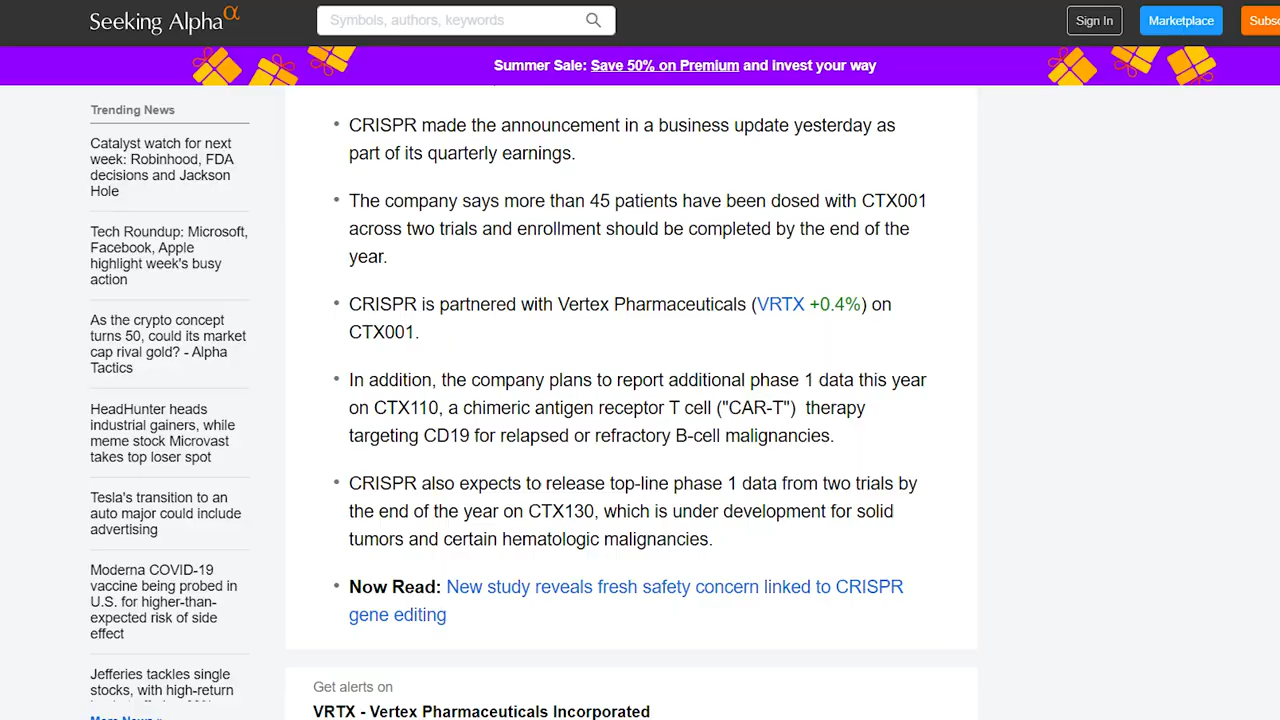 Seeking Alpha α
Symbols, authors, keywords
Sign In
Marketplace
Subsc
Summer Sale: Save 50% on Premium and invest your way
Trending News
Catalyst watch for next
week: Robinhood, FDA
decisions and Jackson
Hole
Tech Roundup: Microsoft,
Facebook, Apple
highlight week's busy
action
As the crypto concept
turns 50, could its market
cap rival gold? - Alpha
Tactics
HeadHunter heads
industrial gainers, while
meme stock Microvast
takes top loser spot
Tesla's transition to an
auto major could include
advertising
Moderna COVID-19
vaccine being probed in
U.S. for higher-than-
expected risk of side
effect
Jefferies tackles single
stocks, with high-return
More News »
• CRISPR made the announcement in a business update yesterday as
part of its quarterly earnings.
• The company says more than 45 patients have been dosed with CTX001
across two trials and enrollment should be completed by the end of the
year.
• CRISPR is partnered with Vertex Pharmaceuticals (VRTX +0.4%) on
CTX001.
• In addition, the company plans to report additional phase 1 data this year
on CTX110, a chimeric antigen receptor T cell ("CAR-T") therapy
targeting CD19 for relapsed or refractory B-cell malignancies.
• CRISPR also expects to release top-line phase 1 data from two trials by
the end of the year on CTX130, which is under development for solid
tumors and certain hematologic malignancies.
• Now Read: New study reveals fresh safety concern linked to CRISPR
gene editing
Get alerts on
VRTX - Vertex Pharmaceuticals Incorporated